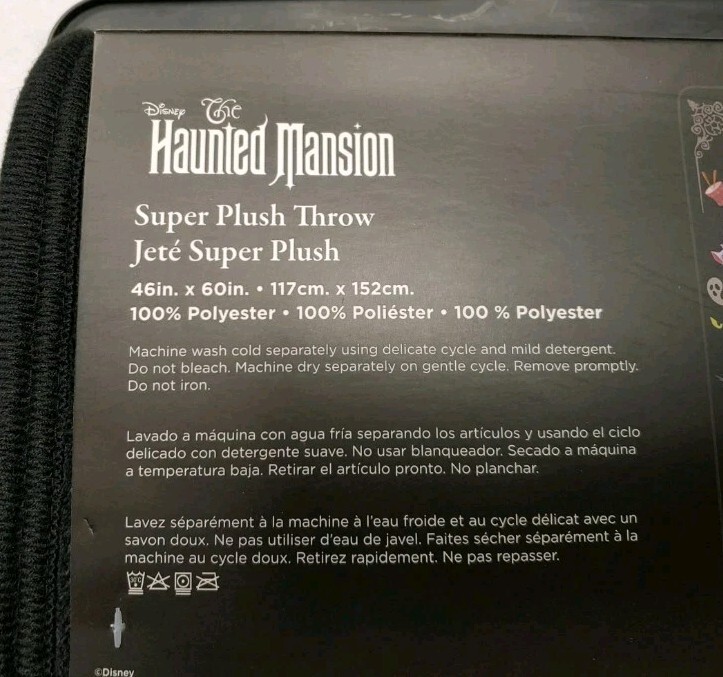 Disney The
Haunted Mansion
Super Plush Throw
Jeté Super Plush
46in. x 60in. • 117cm. x 152cm.
100% Polyester • 100% Poliéster • 100 % Polyester
Machine wash cold separately using delicate cycle and mild detergent.
Do not bleach. Machine dry separately on gentle cycle. Remove promptly.
Do not iron.
Lavado a máquina con agua fría separando los artículos y usando el ciclo
delicado con detergente suave. No usar blanqueador. Secado a máquina
a temperatura baja. Retirar el artículo pronto. No planchar.
Lavez séparément à la machine à l'eau froide et au cycle délicat avec un
savon doux. Ne pas utiliser d'eau de javel. Faites sécher séparément à la
machine au cycle doux. Retirez rapidement. Ne pas repasser.
©Disney